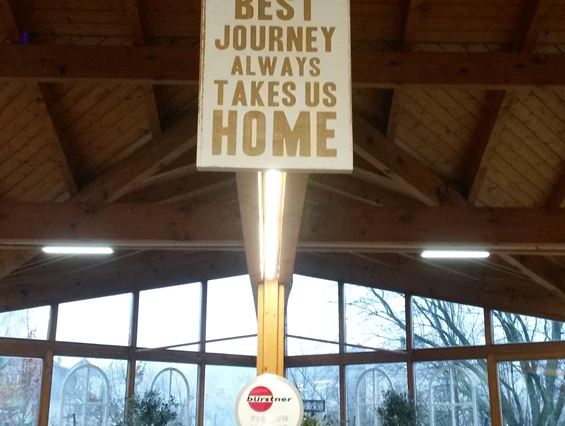 BEST
JOURNEY
ALWAYS
TAKES US
HOME
bürstner